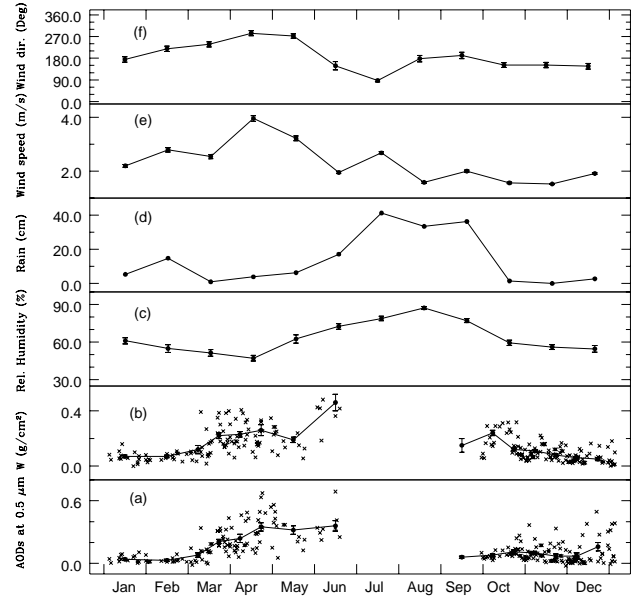 Wind dir. (Deg)
360.0
270.0
180.0
90.0
0.0
(f)
Wind speed (m/s)
4.0
2.0
(e)
Rain (cm)
40.0
20.0
0.0
(d)
Rel. Humidity (%)
90.0
60.0
30.0
(c)
W (g/cm²)
0.4
0.0
(b)
AODs at 0.5 μm
0.6
0.0
(a)
Jan Feb Mar Apr May Jun Jul Aug Sep Oct Nov Dec